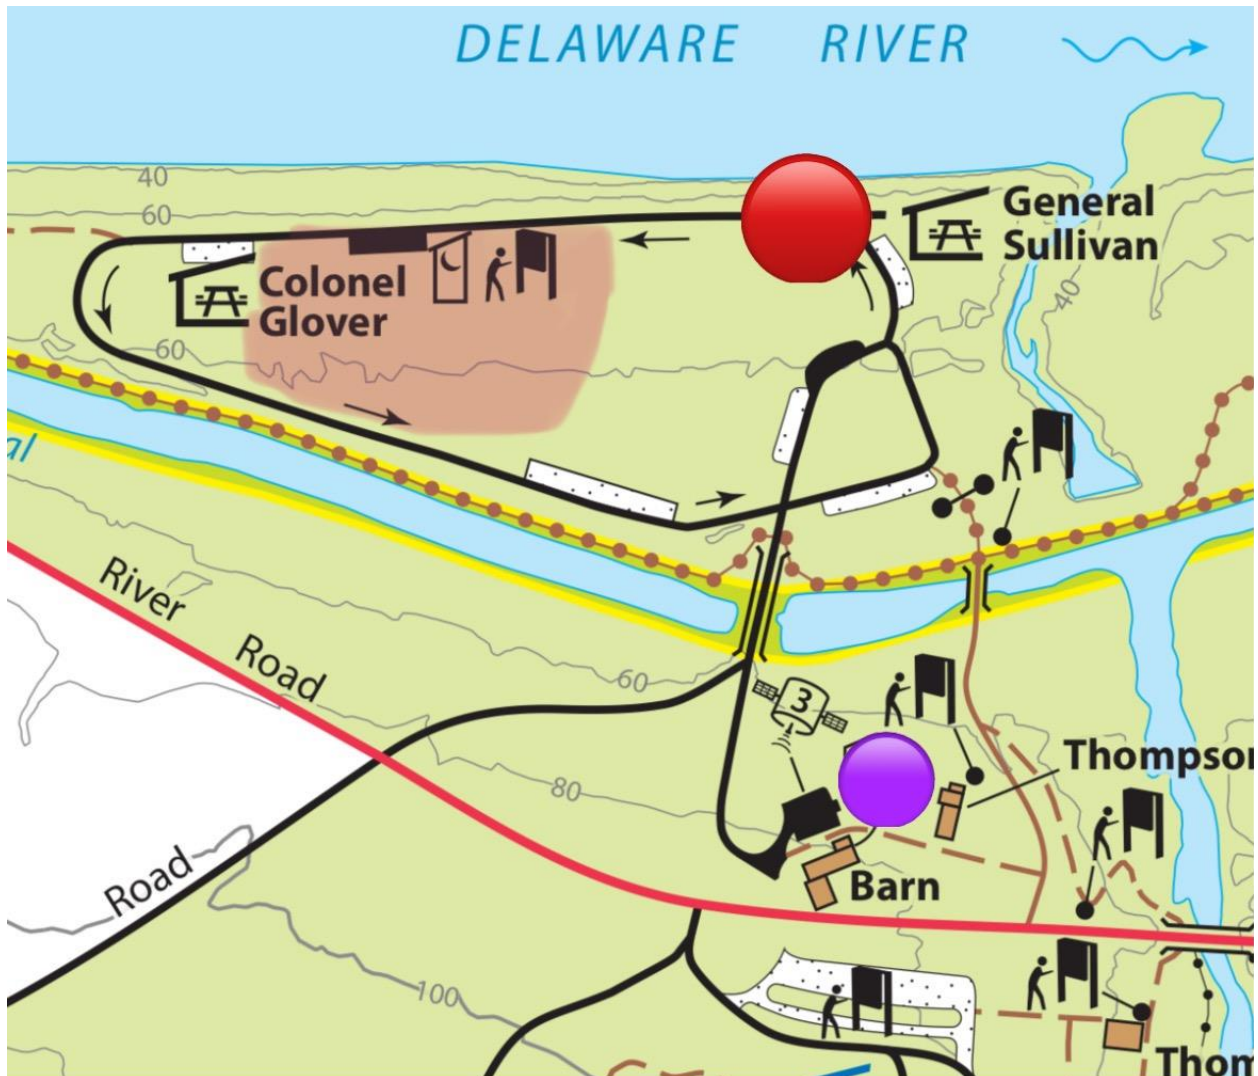 DELAWARE RIVER
40
60
General
Sullivan
Colonel
Glover
40
60
al
River Road
60
3
Thompson
80
Road
Barn
100
Thom